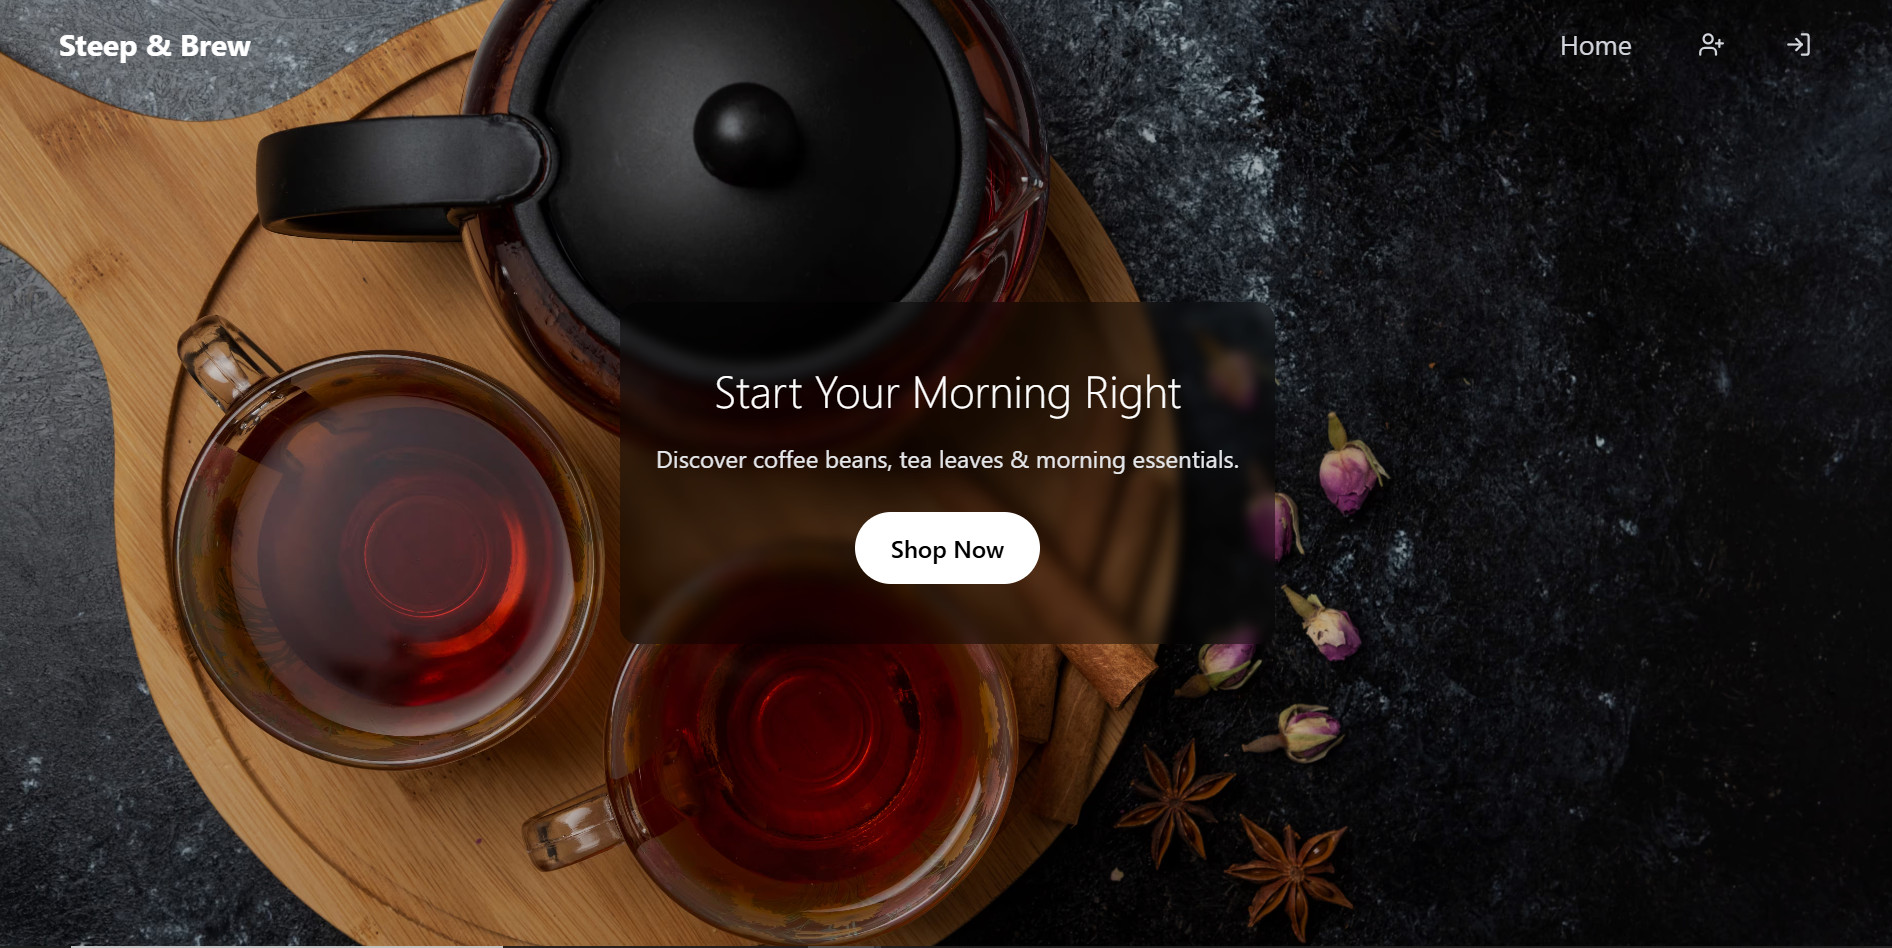 Steep & Brew
Home
Start Your Morning Right
Discover coffee beans, tea leaves & morning essentials.
Shop Now